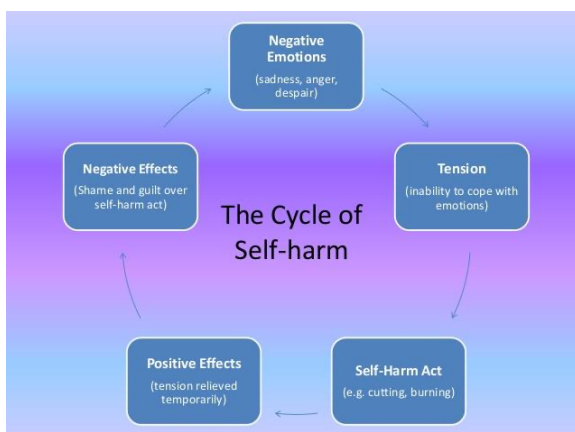 Negative
Emotions
(sadness, anger,
despair)
Tension
(inability to cope with
emotions)
Self-Harm Act
(e.g. cutting, burning)
Positive Effects
(tension relieved
temporarily)
Negative Effects
(Shame and guilt over
self-harm act)
The Cycle of
Self-harm